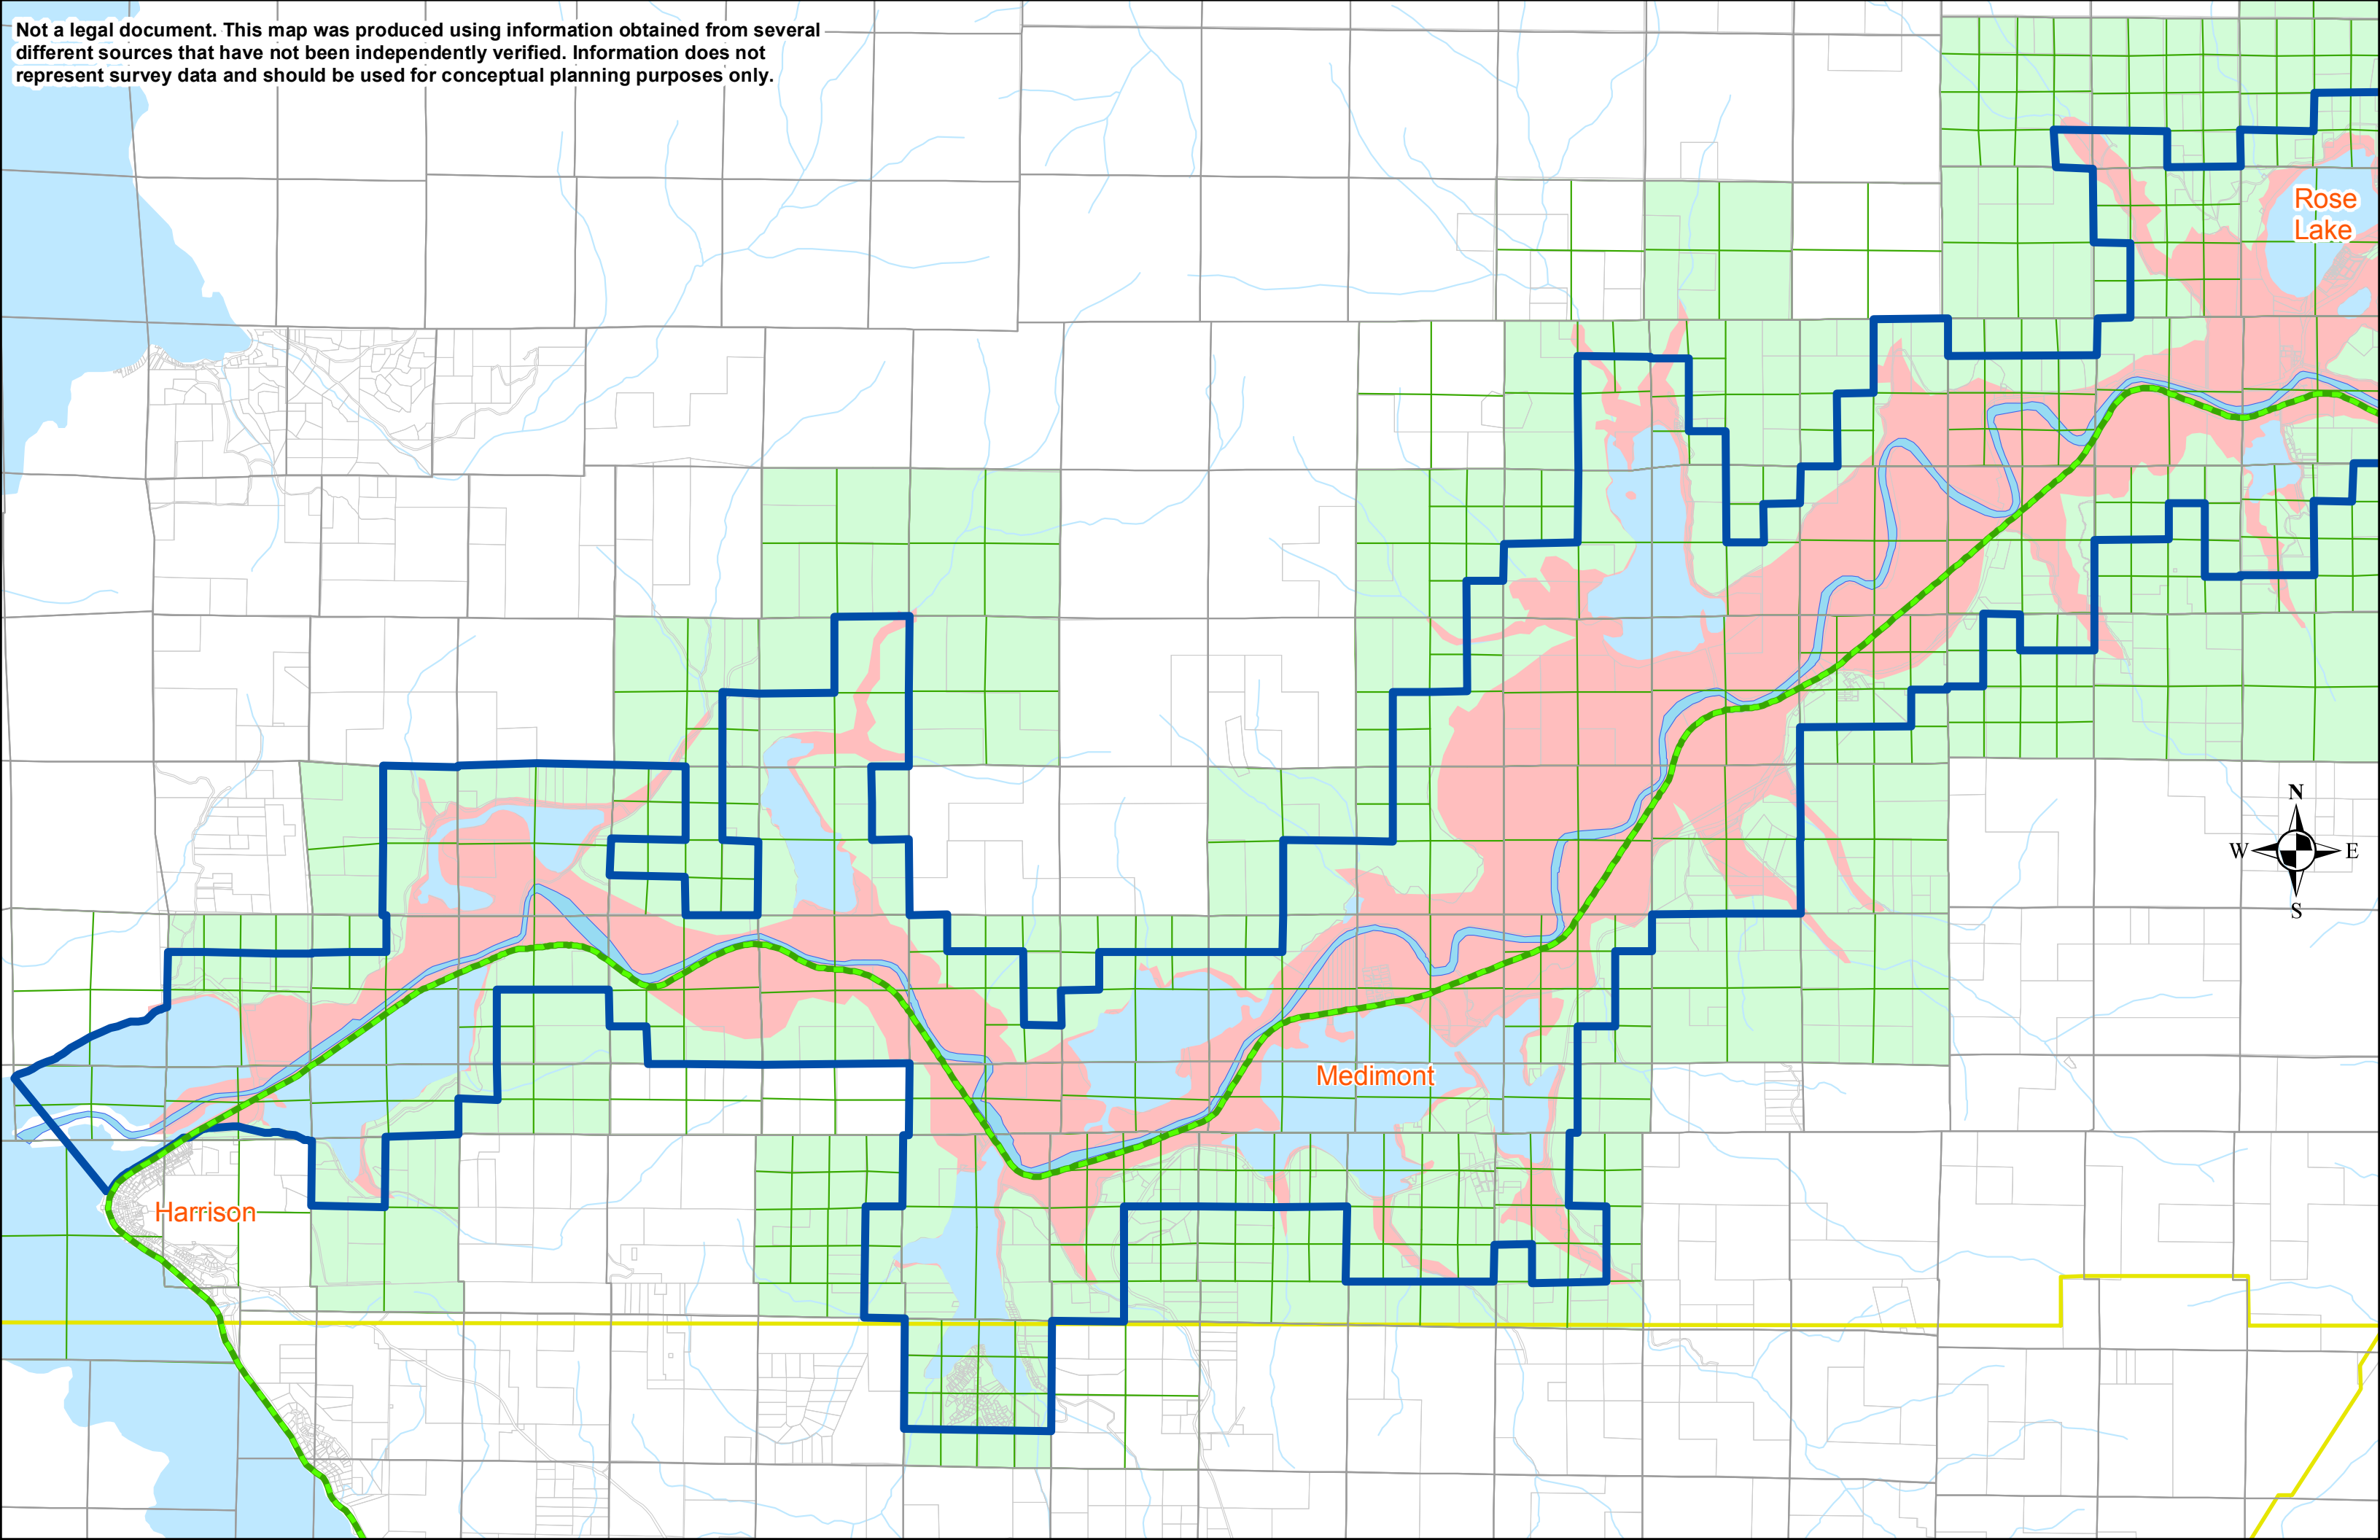 Not a legal document. This map was produced using information obtained from several
different sources that have not been independently verified. Information does not
represent survey data and should be used for conceptual planning purposes only.
Rose
Lake
N
W E
S
Medimont
Harrison